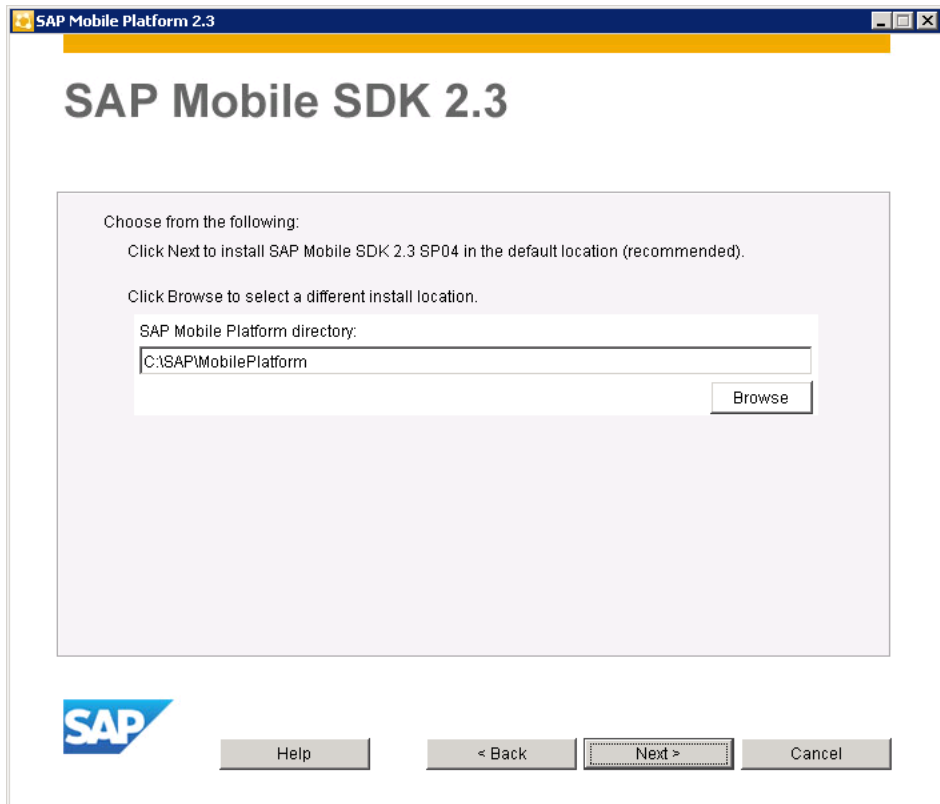 SAP Mobile Platform 2.3
SAP Mobile SDK 2.3
Choose from the following:
Click Next to install SAP Mobile SDK 2.3 SP04 in the default location (recommended).
Click Browse to select a different install location.
SAP Mobile Platform directory:
C:\SAP\MobilePlatform
Browse
SAP
Help
< Back
Next >
Cancel